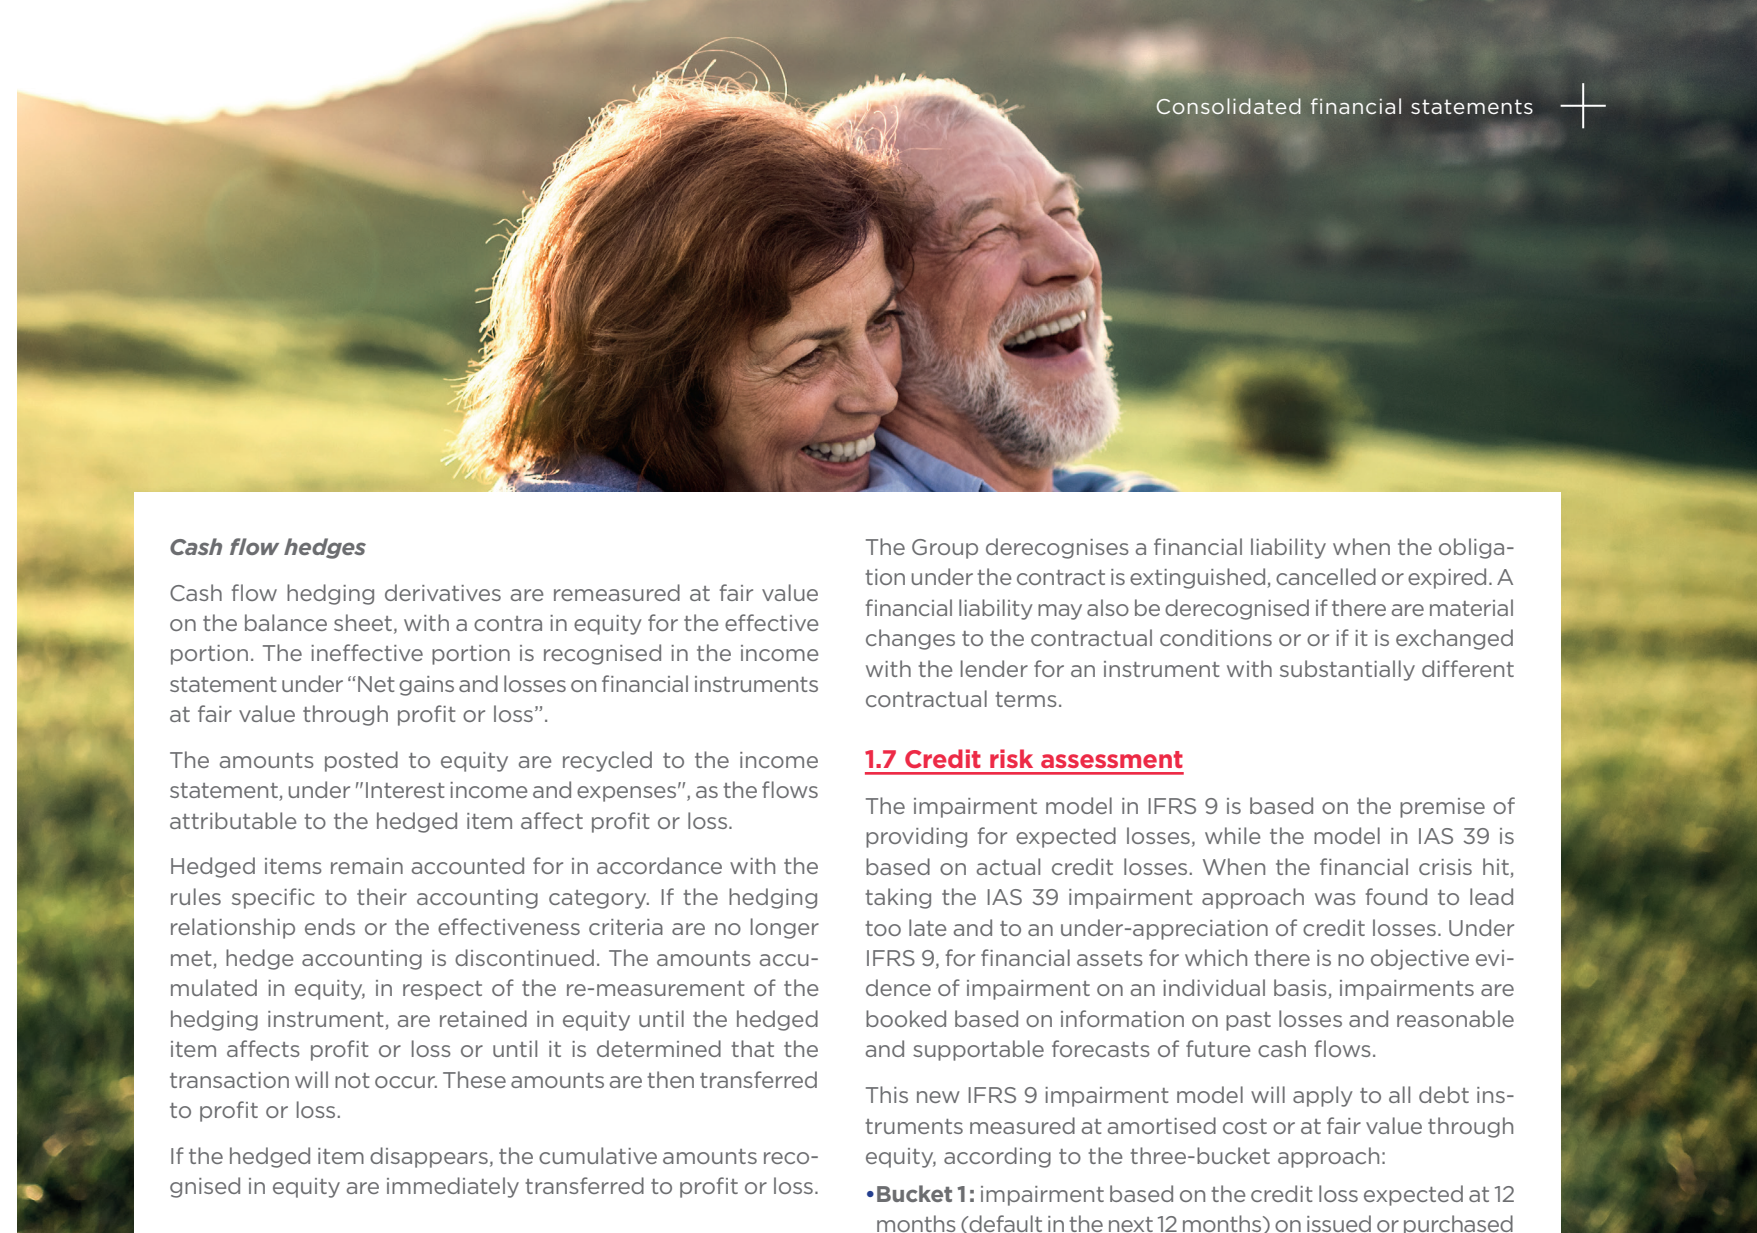 Consolidated financial statements
Cash flow hedges
Cash flow hedging derivatives are remeasured at fair value
on the balance sheet, with a contra in equity for the effective
portion. The ineffective portion is recognised in the income
statement under “Net gains and losses on financial instruments
at fair value through profit or loss”.
The amounts posted to equity are recycled to the income
statement, under "Interest income and expenses", as the flows
attributable to the hedged item affect profit or loss.
Hedged items remain accounted for in accordance with the
rules specific to their accounting category. If the hedging
relationship ends or the effectiveness criteria are no longer
met, hedge accounting is discontinued. The amounts accu-
mulated in equity, in respect of the re-measurement of the
hedging instrument, are retained in equity until the hedged
item affects profit or loss or until it is determined that the
transaction will not occur. These amounts are then transferred
to profit or loss.
If the hedged item disappears, the cumulative amounts reco-
gnised in equity are immediately transferred to profit or loss.
The Group derecognises a financial liability when the obliga-
tion under the contract is extinguished, cancelled or expired. A
financial liability may also be derecognised if there are material
changes to the contractual conditions or or if it is exchanged
with the lender for an instrument with substantially different
contractual terms.
1.7 Credit risk assessment
The impairment model in IFRS 9 is based on the premise of
providing for expected losses, while the model in IAS 39 is
based on actual credit losses. When the financial crisis hit,
taking the IAS 39 impairment approach was found to lead
too late and to an under-appreciation of credit losses. Under
IFRS 9, for financial assets for which there is no objective evi-
dence of impairment on an individual basis, impairments are
booked based on information on past losses and reasonable
and supportable forecasts of future cash flows.
This new IFRS 9 impairment model will apply to all debt ins-
truments measured at amortised cost or at fair value through
equity, according to the three-bucket approach:
•Bucket 1: impairment based on the credit loss expected at 12
months (default in the next 12 months) on issued or purchased